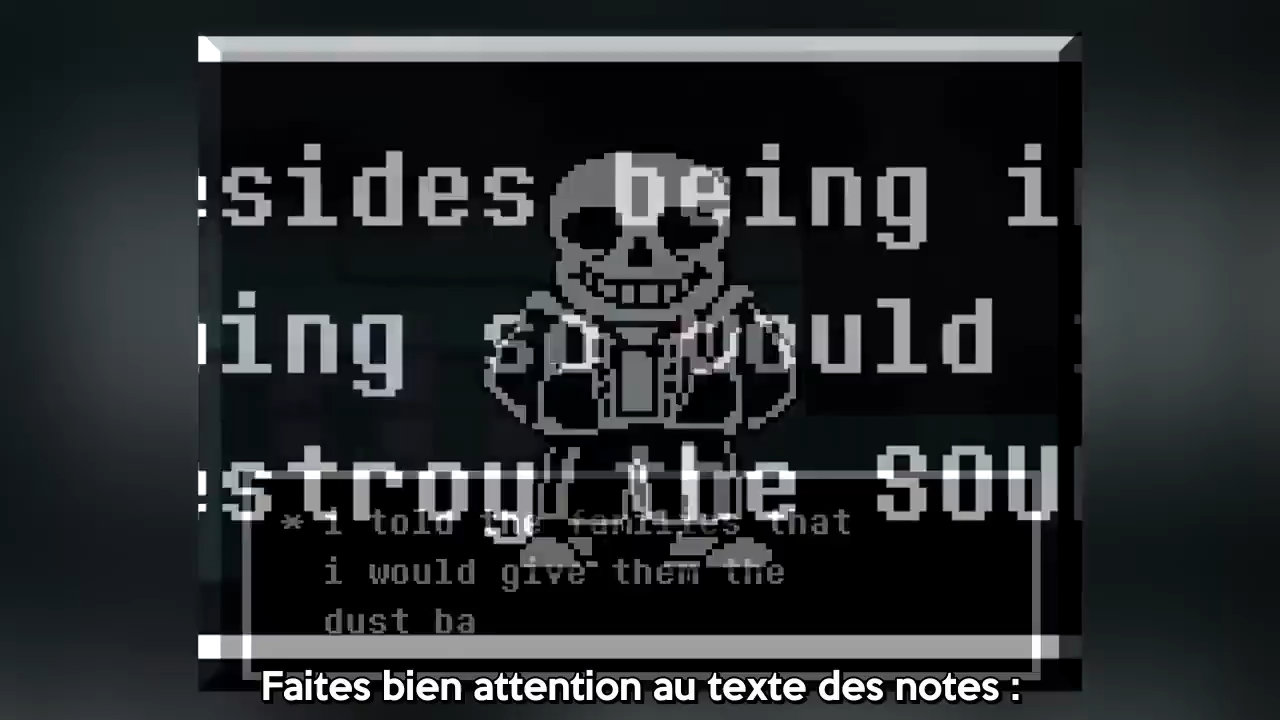 esides being i
ing so would
estroy the SOU
* i told the families that
i would give them the
dust ba
Faites bien attention au texte des notes :